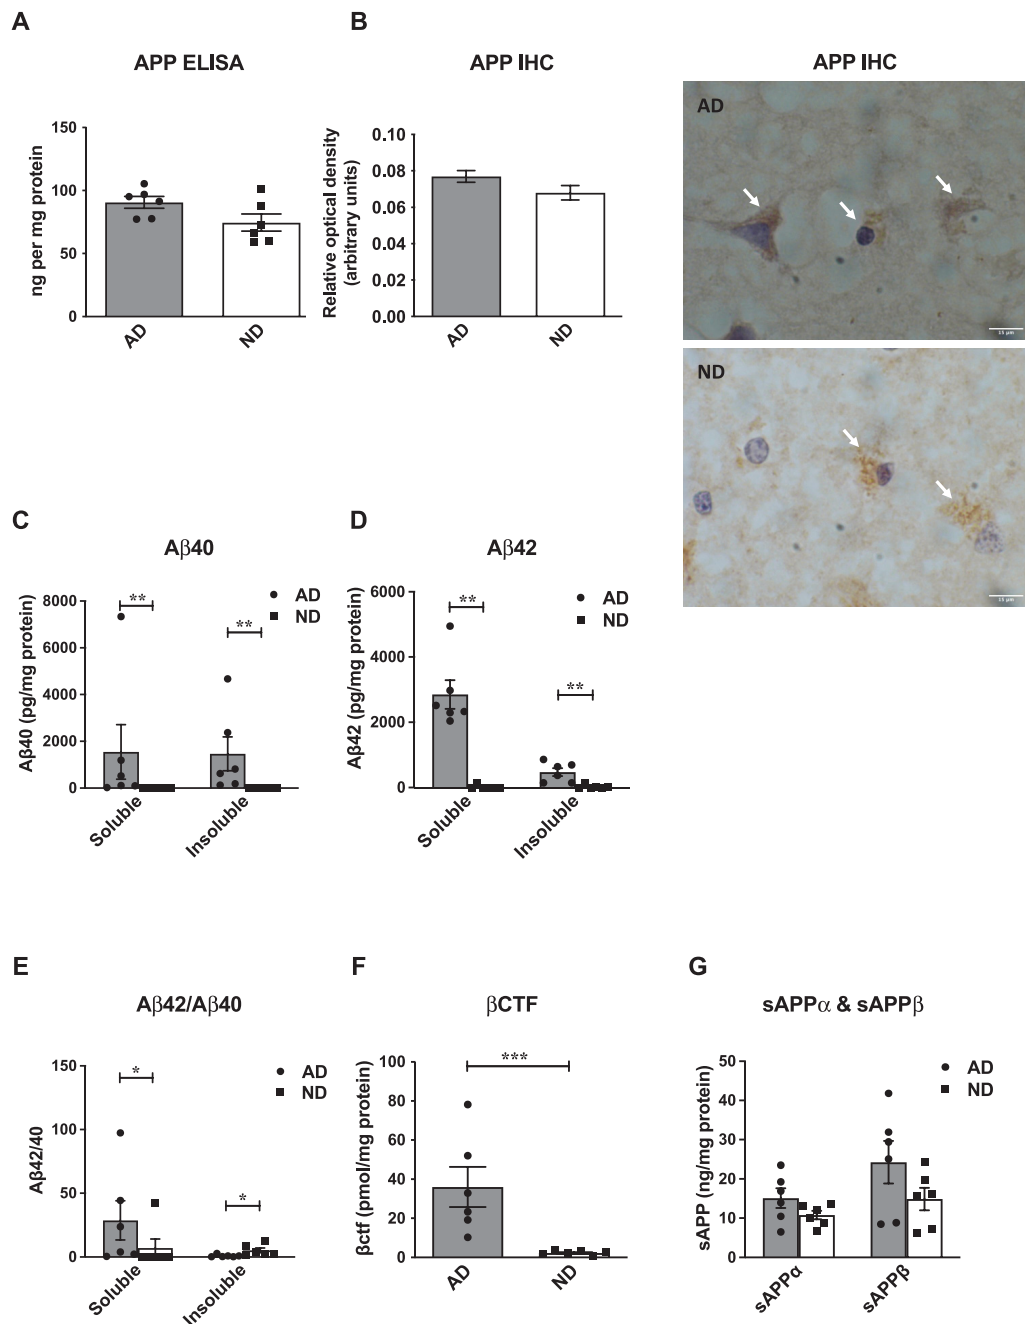 A
APP ELISA
ng per mg protein
150
100
50
0
AD
ND
B
APP IHC
Relative optical density
(arbitrary units)
0.10
0.08
0.06
0.04
0.02
0.00
AD
ND
APP IHC
AD
ND
C
Aβ40
Aβ40 (pg/mg protein)
8000
6000
4000
2000
0
**
**
AD
ND
Soluble
Insoluble
D
Aβ42
Aβ42 (pg/mg protein)
6000
4000
2000
0
**
**
AD
ND
Soluble
Insoluble
E
Aβ42/Aβ40
Aβ42/40
150
100
50
0
*
*
AD
ND
Soluble
Insoluble
F
βCTF
βctf (pmol/mg protein)
100
80
60
40
20
0
***
AD
ND
G
sAPPα & sAPPβ
sAPP (ng/mg protein)
50
40
30
20
10
0
AD
ND
sAPPα
sAPPβ